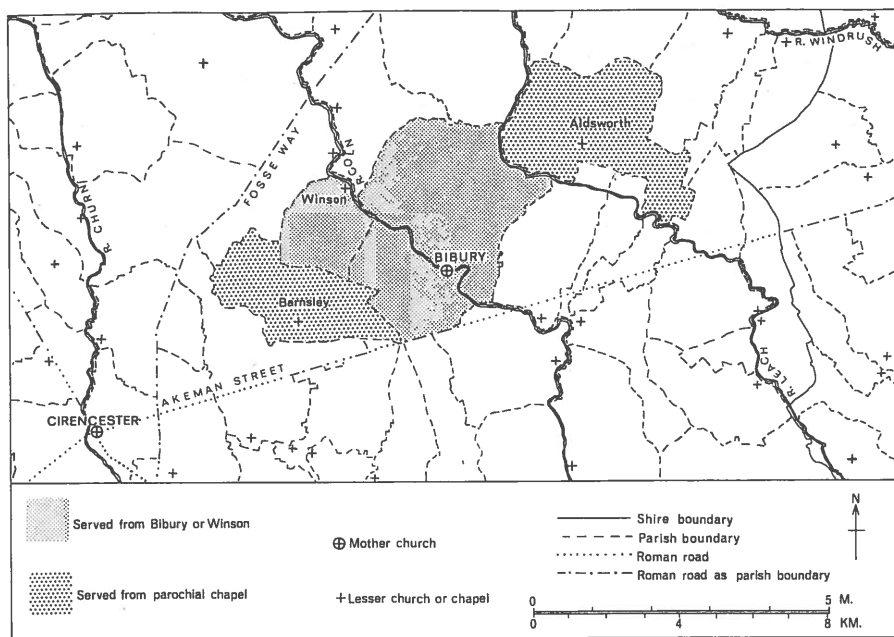 R. WINDRUSH
Aldsworth
R. COLN
FOSSE WAY
Winson
R. CHURN
BIBURY
Barnsley
AKEMAN STREET
R. LEACH
CIRENCESTER
Served from Bibury or Winson
Served from parochial chapel
Mother church
Lesser church or chapel
Shire boundary
Parish boundary
Roman road
Roman road as parish boundary
N
0 5 M.
0 8 KM.